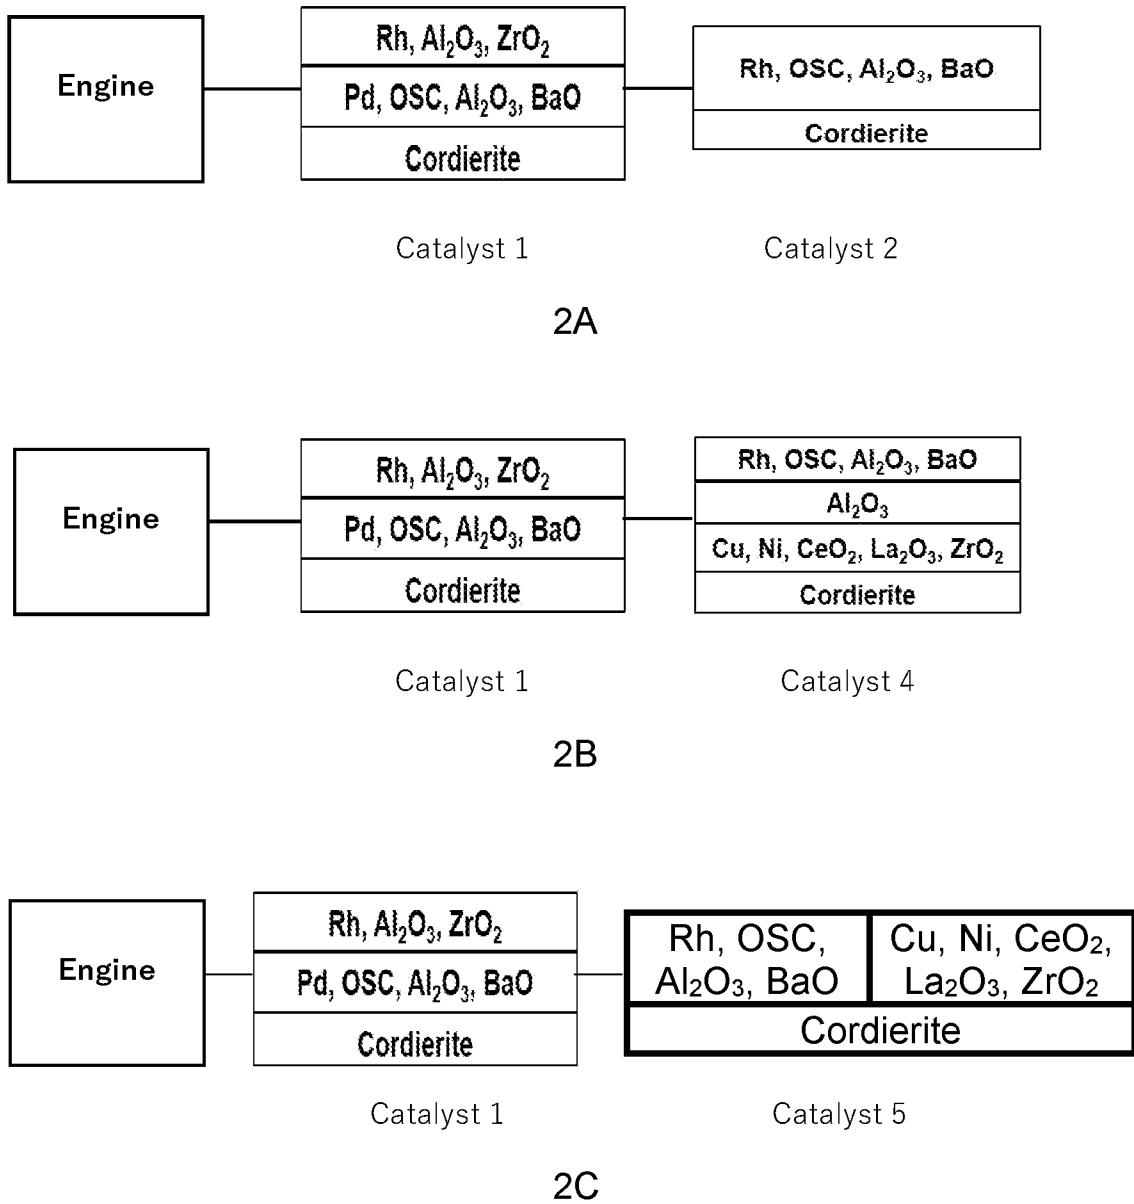 Engine
Rh, Al₂O₃, ZrO₂
Pd, OSC, Al₂O₃, BaO
Cordierite
Rh, OSC, Al₂O₃, BaO
Cordierite
Catalyst 1
Catalyst 2
2A
Engine
Rh, Al₂O₃, ZrO₂
Pd, OSC, Al₂O₃, BaO
Cordierite
Rh, OSC, Al₂O₃, BaO
Al₂O₃
Cu, Ni, CeO₂, La₂O₃, ZrO₂
Cordierite
Catalyst 1
Catalyst 4
2B
Engine
Rh, Al₂O₃, ZrO₂
Pd, OSC, Al₂O₃, BaO
Cordierite
Rh, OSC,
Al₂O₃, BaO
Cu, Ni, CeO₂,
La₂O₃, ZrO₂
Cordierite
Catalyst 1
Catalyst 5
2C